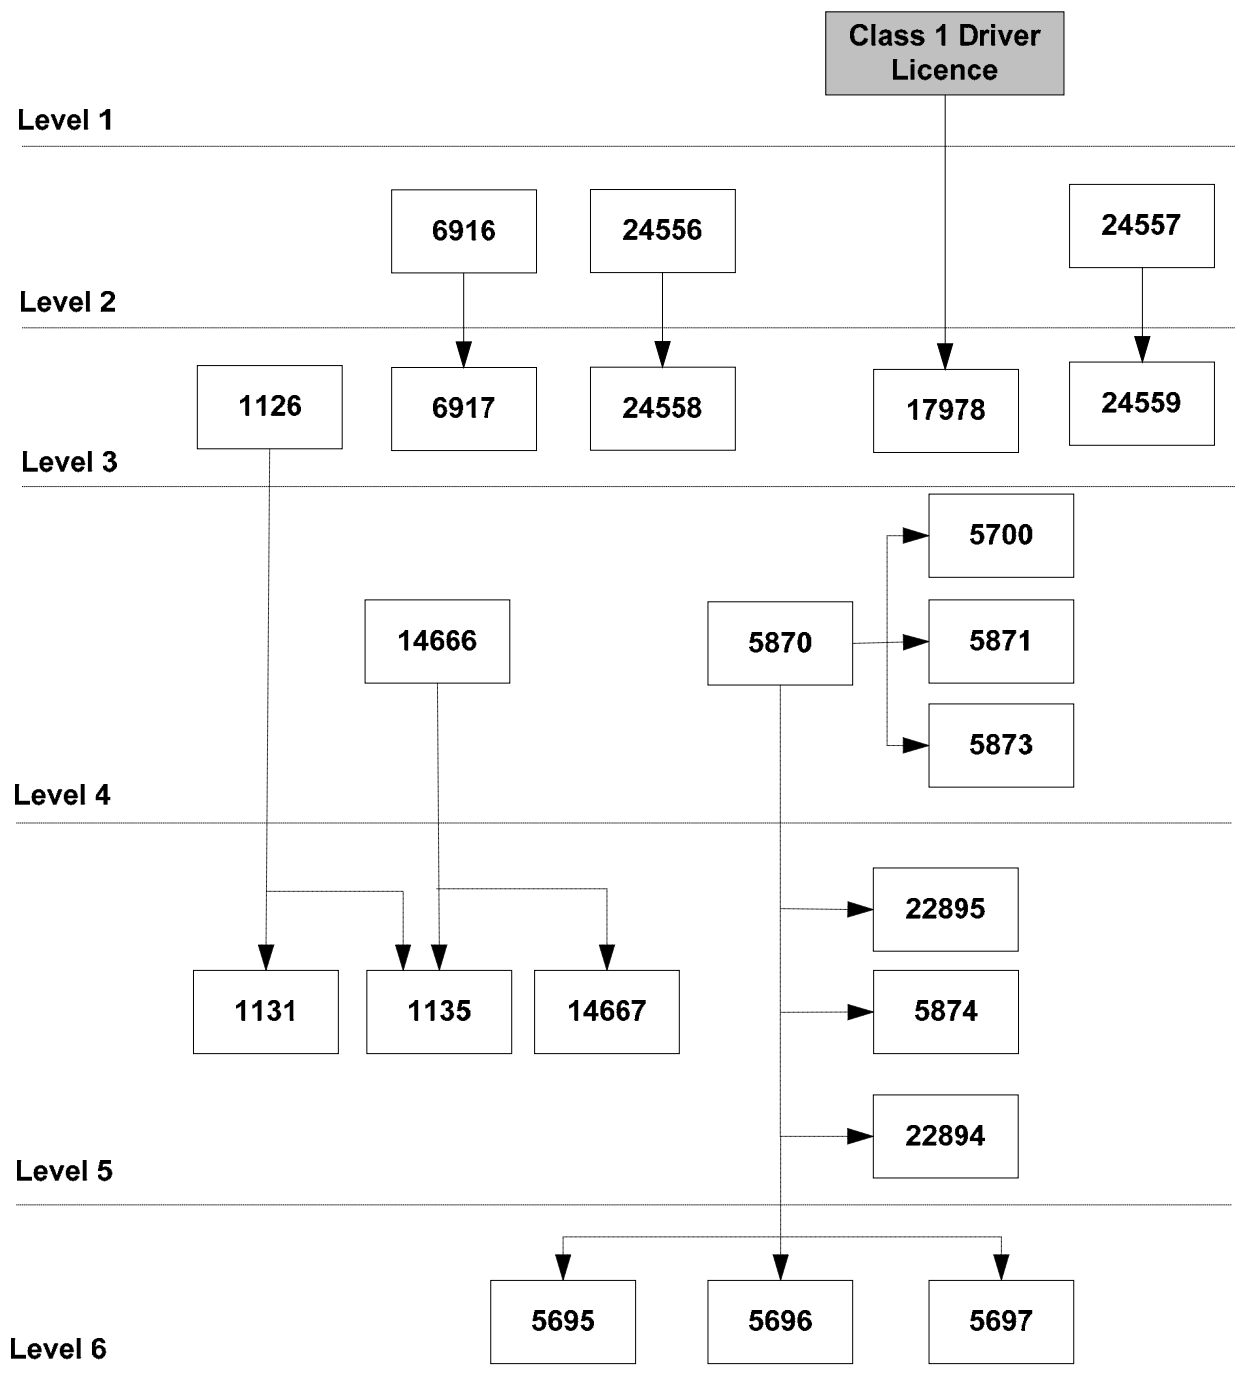 Class 1 Driver
Licence
Level 1
6916
24556
24557
Level 2
1126
6917
24558
17978
24559
Level 3
5700
14666
5870
5871
5873
Level 4
22895
1131
1135
14667
5874
22894
Level 5
5695
5696
5697
Level 6